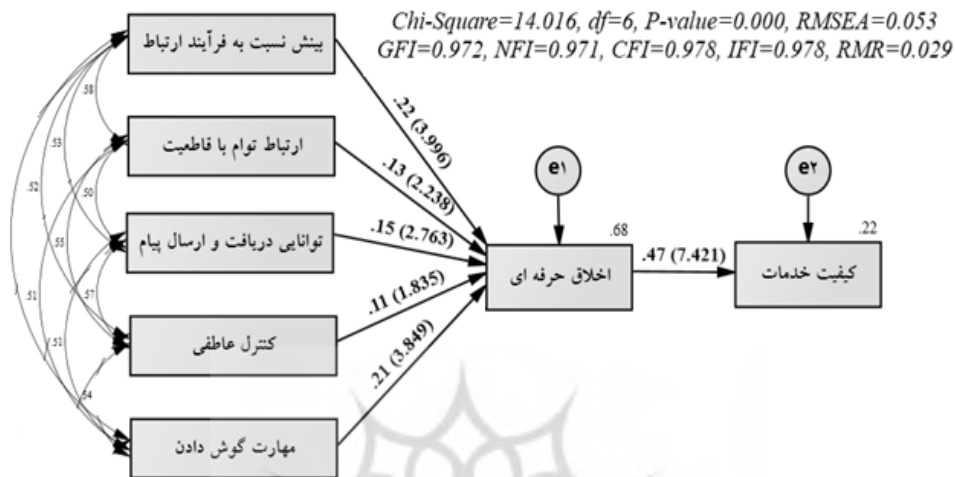 Chi-Square=14.016, df=6, P-value=0.000, RMSEA=0.053
GFI=0.972, NFI=0.971, CFI=0.978, IFI=0.978, RMR=0.029
بینش نسبت به فرآیند ارتباط
ارتباط توام با قاطعیت
توانایی دریافت و ارسال پیام
کنترل عاطفی
مهارت گوش دادن
.58
.53
.52
.50
.55
.57
.51
.51
.54
.22 (3.996)
.13 (2.238)
.15 (2.763)
.11 (1.835)
.21 (3.849)
e۱
.68
اخلاق حرفه ای
.47 (7.421)
e۲
.22
کیفیت خدمات